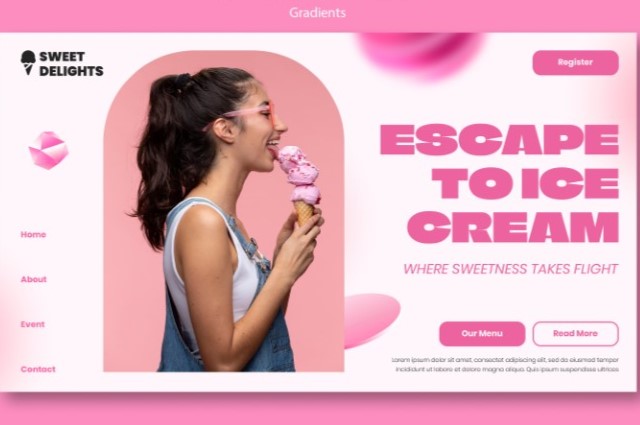 Gradients
SWEET
DELIGHTS
Register
ESCAPE
TO ICE
CREAM
WHERE SWEETNESS TAKES FLIGHT
Home
About
Event
Contact
Our Menu
Read More
Lorem ipsum dolor sit amet, consectet adipiscing elit, sed do eiusmod tempor
incididunt ut labore et dolore magna aliqua. Quis ipsum suspendisse ultrices